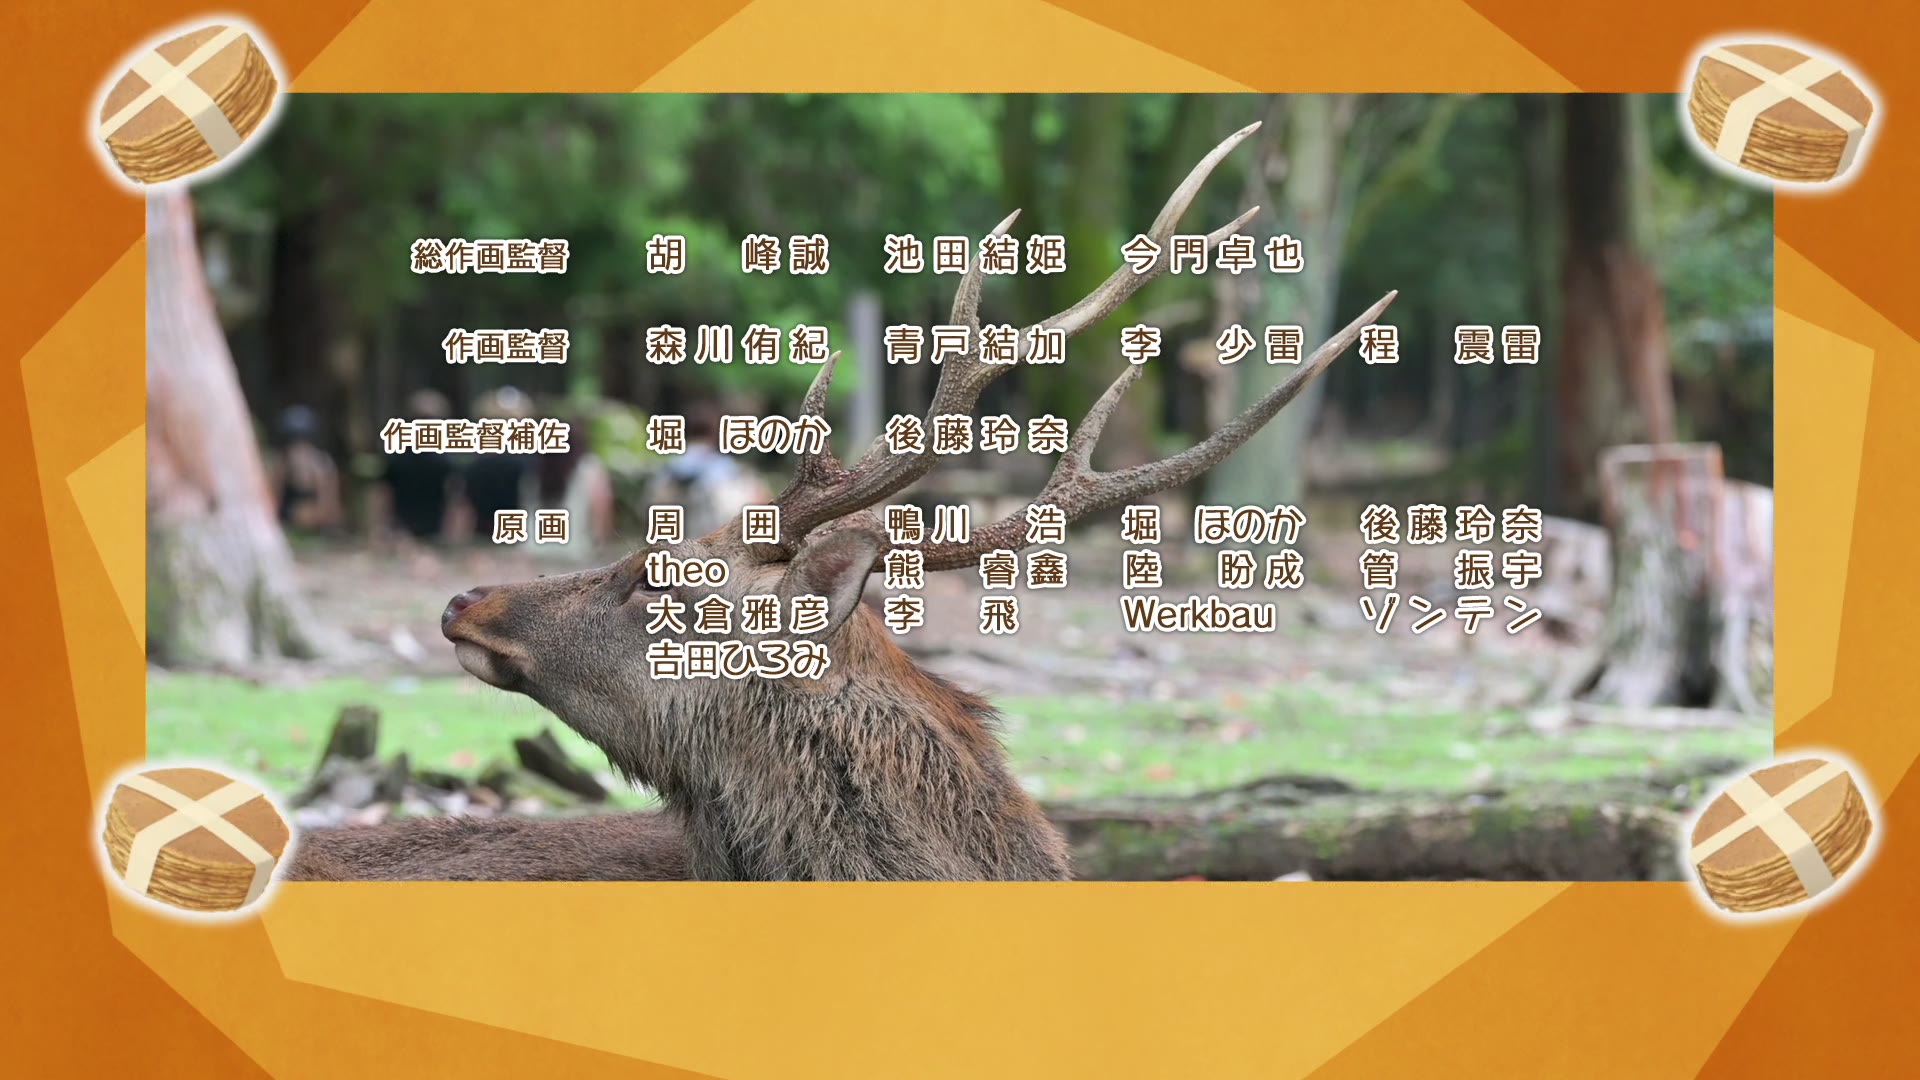 総作画監督 胡 峰誠 池田結姫 今門卓也
作画監督 森川侑紀 青戸結加 李 少雷 程 震雷
作画監督補佐 堀 ほのか 後藤玲奈
原画 周 囲 鴨川 浩 堀 ほのか 後藤玲奈
theo 熊 睿鑫 陸 盼成 管 振宇
大倉雅彦 李 飛 Werkbau ゾンテン
𠮷田ひろみ